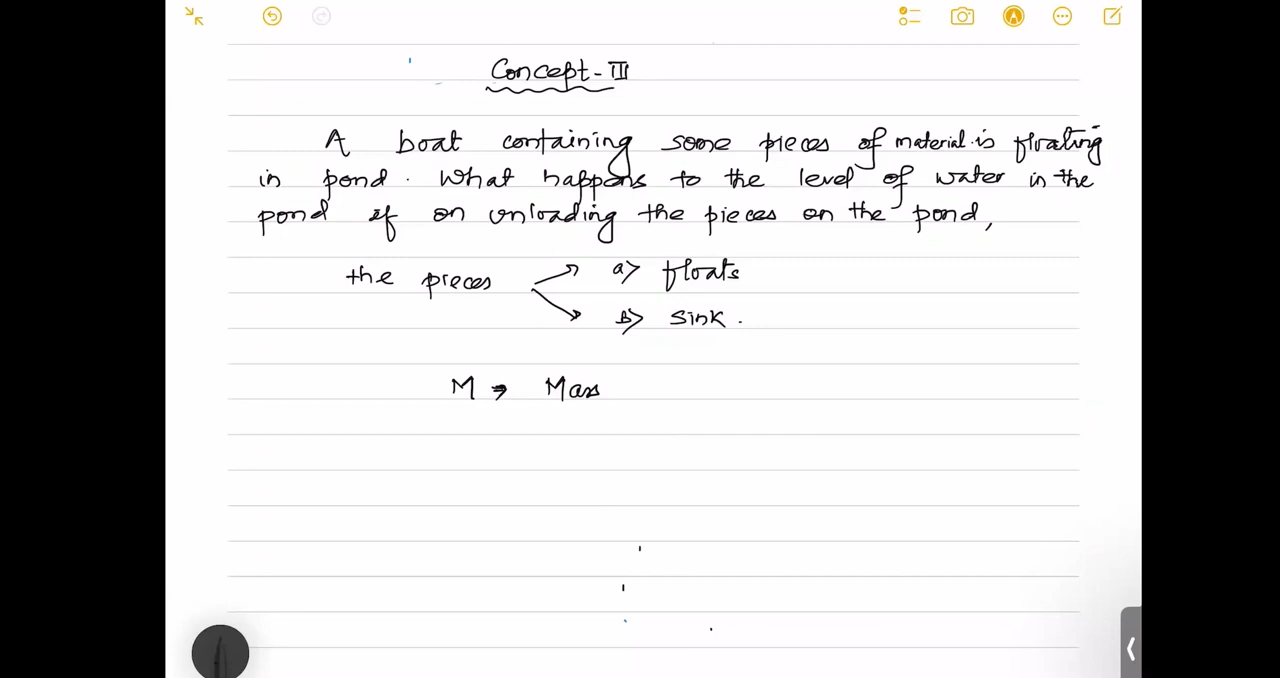 Concept-III
A boat containing some pieces of material is floating
in pond. What happens to the level of water in the
pond if on unloading the pieces on the pond,
the pieces a> floats
b> sink.
M → Mass